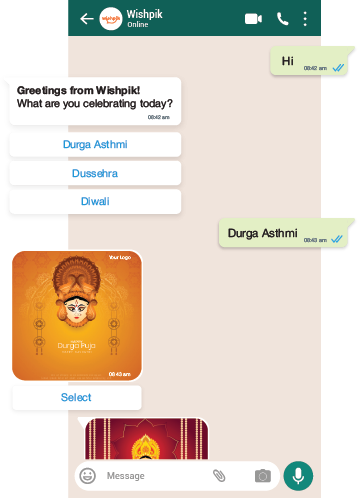 Wishpik
Online
Hi
08:42 am
Greetings from Wishpik!
What are you celebrating today?
08:42 am
Durga Asthmi
Dussehra
Diwali
Durga Asthmi
08:43 am
Your Logo
Durga Puja
08:43 am
Select
Message